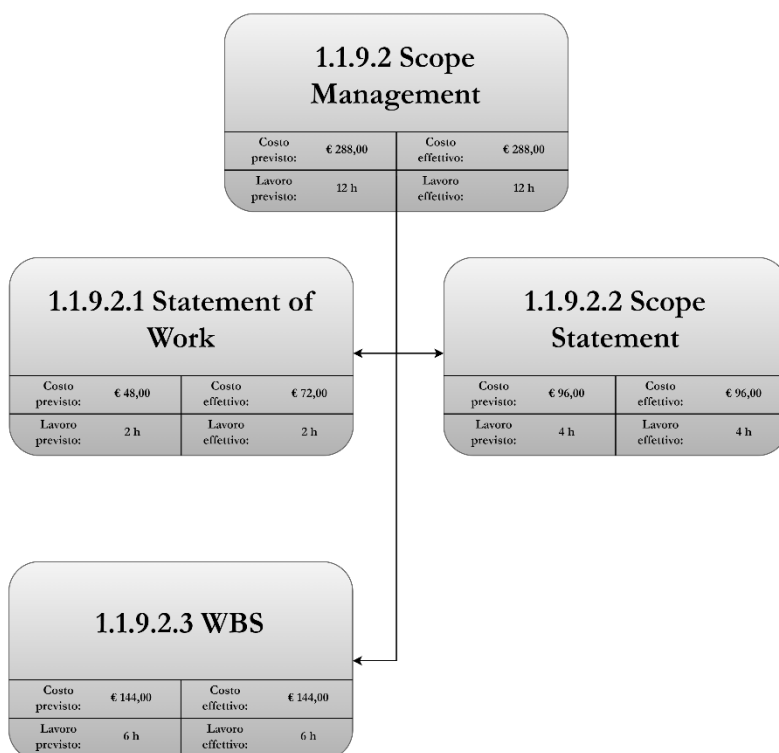 1.1.9.2 Scope
Management
Costo previsto: € 288,00 Costo effettivo: € 288,00
Lavoro previsto: 12 h Lavoro effettivo: 12 h
1.1.9.2.1 Statement of
Work
Costo previsto: € 48,00 Costo effettivo: € 72,00
Lavoro previsto: 2 h Lavoro effettivo: 2 h
1.1.9.2.2 Scope
Statement
Costo previsto: € 96,00 Costo effettivo: € 96,00
Lavoro previsto: 4 h Lavoro effettivo: 4 h
1.1.9.2.3 WBS
Costo previsto: € 144,00 Costo effettivo: € 144,00
Lavoro previsto: 6 h Lavoro effettivo: 6 h